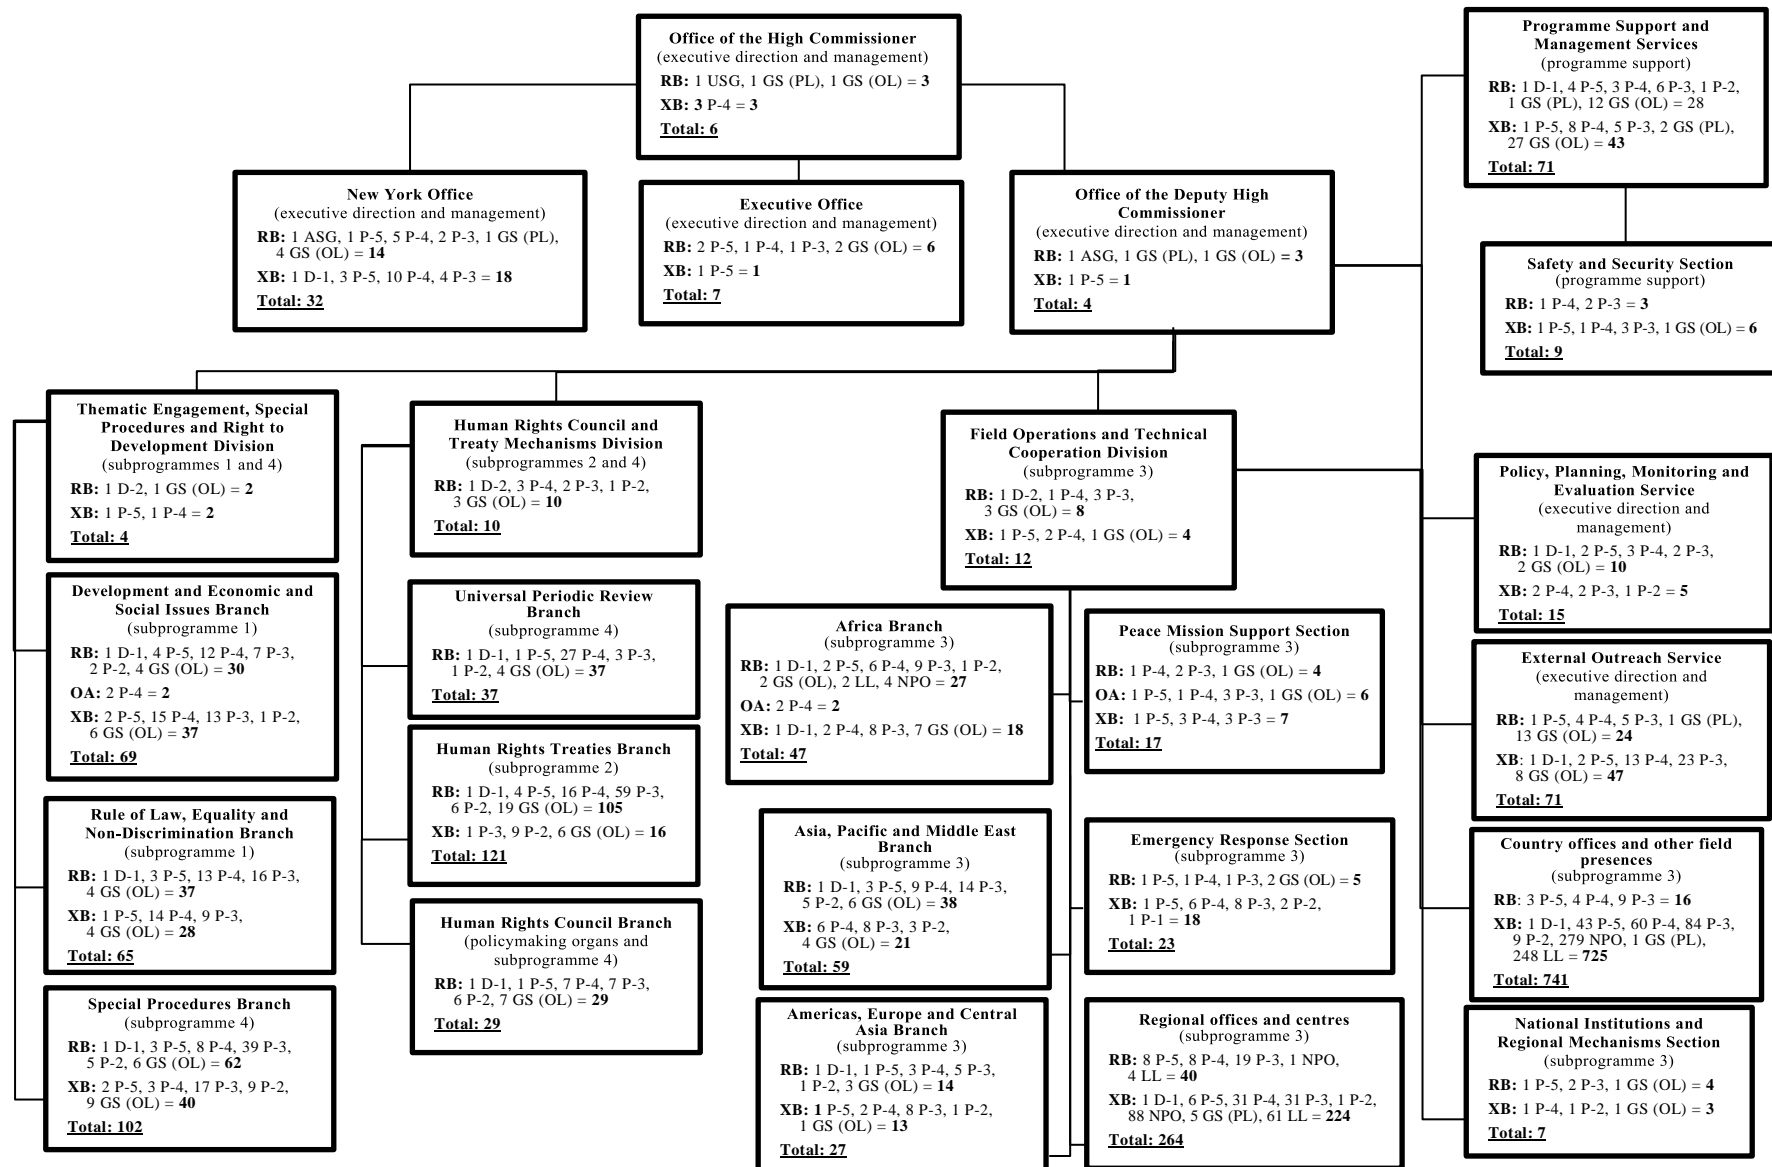 Office of the High Commissioner
(executive direction and management)
RB: 1 USG, 1 GS (PL), 1 GS (OL) = 3
XB: 3 P-4 = 3
Total: 6
Programme Support and
Management Services
(programme support)
RB: 1 D-1, 4 P-5, 3 P-4, 6 P-3, 1 P-2,
1 GS (PL), 12 GS (OL) = 28
XB: 1 P-5, 8 P-4, 5 P-3, 2 GS (PL),
27 GS (OL) = 43
Total: 71
New York Office
(executive direction and management)
RB: 1 ASG, 1 P-5, 5 P-4, 2 P-3, 1 GS (PL),
4 GS (OL) = 14
XB: 1 D-1, 3 P-5, 10 P-4, 4 P-3 = 18
Total: 32
Executive Office
(executive direction and management)
RB: 2 P-5, 1 P-4, 1 P-3, 2 GS (OL) = 6
XB: 1 P-5 = 1
Total: 7
Office of the Deputy High
Commissioner
(executive direction and management)
RB: 1 ASG, 1 GS (PL), 1 GS (OL) = 3
XB: 1 P-5 = 1
Total: 4
Safety and Security Section
(programme support)
RB: 1 P-4, 2 P-3 = 3
XB: 1 P-5, 1 P-4, 3 P-3, 1 GS (OL) = 6
Total: 9
Thematic Engagement, Special
Procedures and Right to
Development Division
(subprogrammes 1 and 4)
RB: 1 D-2, 1 GS (OL) = 2
XB: 1 P-5, 1 P-4 = 2
Total: 4
Development and Economic and
Social Issues Branch
(subprogramme 1)
RB: 1 D-1, 4 P-5, 12 P-4, 7 P-3,
2 P-2, 4 GS (OL) = 30
OA: 2 P-4 = 2
XB: 2 P-5, 15 P-4, 13 P-3, 1 P-2,
6 GS (OL) = 37
Total: 69
Rule of Law, Equality and
Non-Discrimination Branch
(subprogramme 1)
RB: 1 D-1, 3 P-5, 13 P-4, 16 P-3,
4 GS (OL) = 37
XB: 1 P-5, 14 P-4, 9 P-3,
4 GS (OL) = 28
Total: 65
Special Procedures Branch
(subprogramme 4)
RB: 1 D-1, 3 P-5, 8 P-4, 39 P-3,
5 P-2, 6 GS (OL) = 62
XB: 2 P-5, 3 P-4, 17 P-3, 9 P-2,
9 GS (OL) = 40
Total: 102
Human Rights Council and
Treaty Mechanisms Division
(subprogrammes 2 and 4)
RB: 1 D-2, 3 P-4, 2 P-3, 1 P-2,
3 GS (OL) = 10
Total: 10
Universal Periodic Review
Branch
(subprogramme 4)
RB: 1 D-1, 1 P-5, 27 P-4, 3 P-3,
1 P-2, 4 GS (OL) = 37
Total: 37
Human Rights Treaties Branch
(subprogramme 2)
RB: 1 D-1, 4 P-5, 16 P-4, 59 P-3,
6 P-2, 19 GS (OL) = 105
XB: 1 P-3, 9 P-2, 6 GS (OL) = 16
Total: 121
Human Rights Council Branch
(policymaking organs and
subprogramme 4)
RB: 1 D-1, 1 P-5, 7 P-4, 7 P-3,
6 P-2, 7 GS (OL) = 29
Total: 29
Field Operations and Technical
Cooperation Division
(subprogramme 3)
RB: 1 D-2, 1 P-4, 3 P-3,
3 GS (OL) = 8
XB: 1 P-5, 2 P-4, 1 GS (OL) = 4
Total: 12
Africa Branch
(subprogramme 3)
RB: 1 D-1, 2 P-5, 6 P-4, 9 P-3, 1 P-2,
2 GS (OL), 2 LL, 4 NPO = 27
OA: 2 P-4 = 2
XB: 1 D-1, 2 P-4, 8 P-3, 7 GS (OL) = 18
Total: 47
Asia, Pacific and Middle East
Branch
(subprogramme 3)
RB: 1 D-1, 3 P-5, 9 P-4, 14 P-3,
5 P-2, 6 GS (OL) = 38
XB: 6 P-4, 8 P-3, 3 P-2,
4 GS (OL) = 21
Total: 59
Americas, Europe and Central
Asia Branch
(subprogramme 3)
RB: 1 D-1, 1 P-5, 3 P-4, 5 P-3,
1 P-2, 3 GS (OL) = 14
XB: 1 P-5, 2 P-4, 8 P-3, 1 P-2,
1 GS (OL) = 13
Total: 27
Peace Mission Support Section
(subprogramme 3)
RB: 1 P-4, 2 P-3, 1 GS (OL) = 4
OA: 1 P-5, 1 P-4, 3 P-3, 1 GS (OL) = 6
XB: 1 P-5, 3 P-4, 3 P-3 = 7
Total: 17
Emergency Response Section
(subprogramme 3)
RB: 1 P-5, 1 P-4, 1 P-3, 2 GS (OL) = 5
XB: 1 P-5, 6 P-4, 8 P-3, 2 P-2,
1 P-1 = 18
Total: 23
Regional offices and centres
(subprogramme 3)
RB: 8 P-5, 8 P-4, 19 P-3, 1 NPO,
4 LL = 40
XB: 1 D-1, 6 P-5, 31 P-4, 31 P-3, 1 P-2,
88 NPO, 5 GS (PL), 61 LL = 224
Total: 264
Policy, Planning, Monitoring and
Evaluation Service
(executive direction and
management)
RB: 1 D-1, 2 P-5, 3 P-4, 2 P-3,
2 GS (OL) = 10
XB: 2 P-4, 2 P-3, 1 P-2 = 5
Total: 15
External Outreach Service
(executive direction and
management)
RB: 1 P-5, 4 P-4, 5 P-3, 1 GS (PL),
13 GS (OL) = 24
XB: 1 D-1, 2 P-5, 13 P-4, 23 P-3,
8 GS (OL) = 47
Total: 71
Country offices and other field
presences
(subprogramme 3)
RB: 3 P-5, 4 P-4, 9 P-3 = 16
XB: 1 D-1, 43 P-5, 60 P-4, 84 P-3,
9 P-2, 279 NPO, 1 GS (PL),
248 LL = 725
Total: 741
National Institutions and
Regional Mechanisms Section
(subprogramme 3)
RB: 1 P-5, 2 P-3, 1 GS (OL) = 4
XB: 1 P-4, 1 P-2, 1 GS (OL) = 3
Total: 7